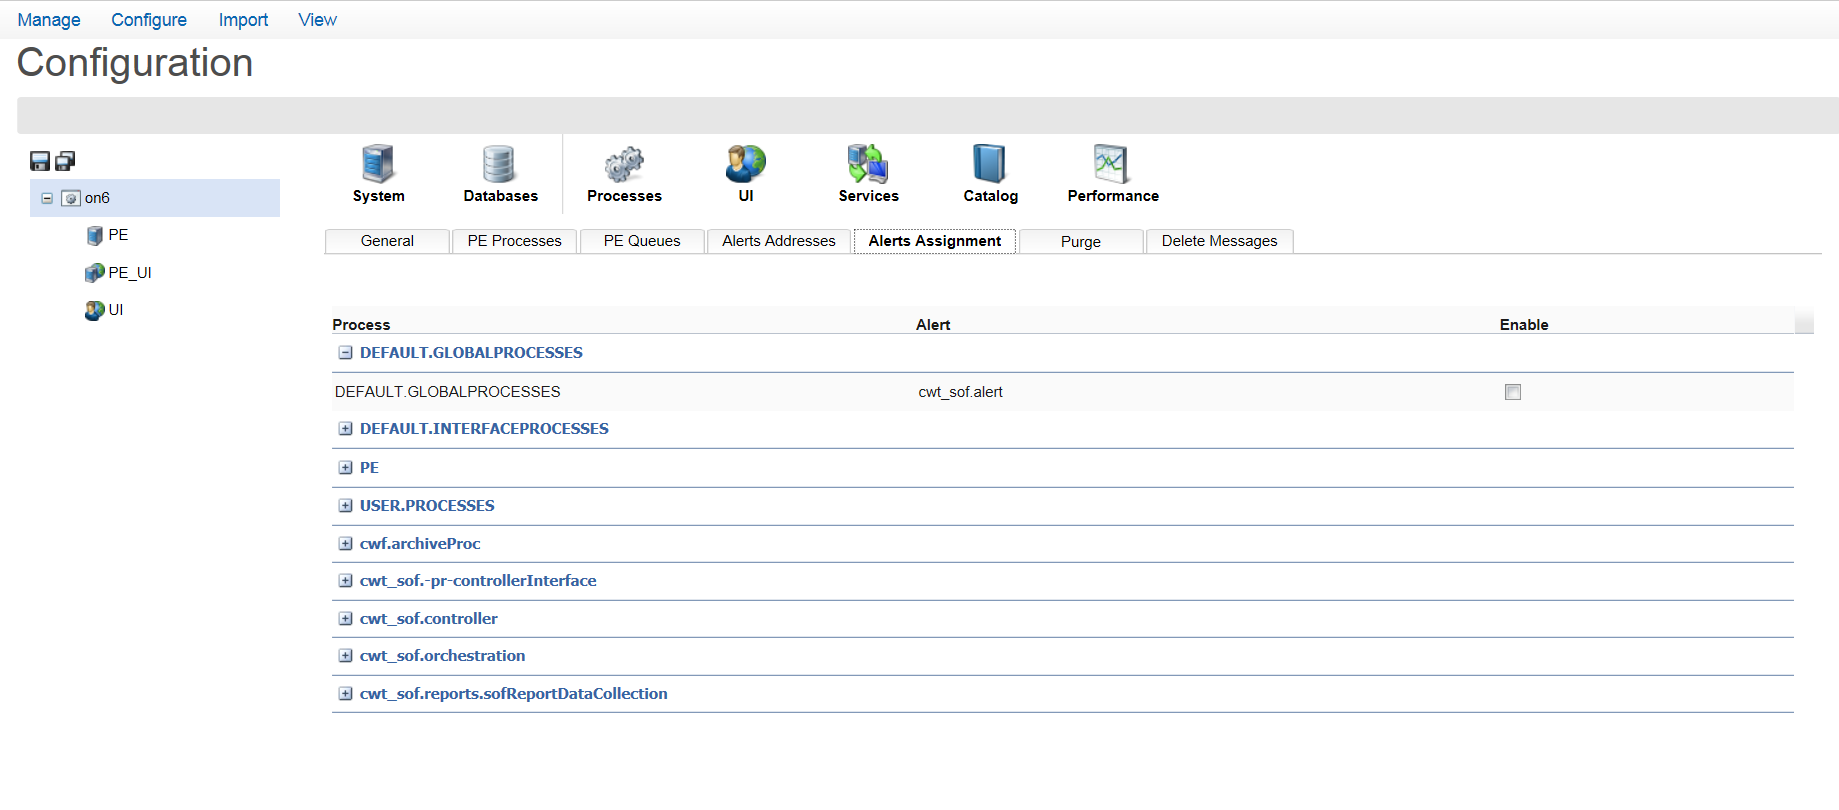 Manage Configure Import View
Configuration
System Databases Processes UI Services Catalog Performance
on6
PE
PE_UI
UI
General PE Processes PE Queues Alerts Addresses Alerts Assignment Purge Delete Messages
Process Alert Enable
DEFAULT.GLOBALPROCESSES
DEFAULT.GLOBALPROCESSES cwt_sof.alert
DEFAULT.INTERFACEPROCESSES
PE
USER.PROCESSES
cwf.archiveProc
cwt_sof.-pr-controllerInterface
cwt_sof.controller
cwt_sof.orchestration
cwt_sof.reports.sofReportDataCollection